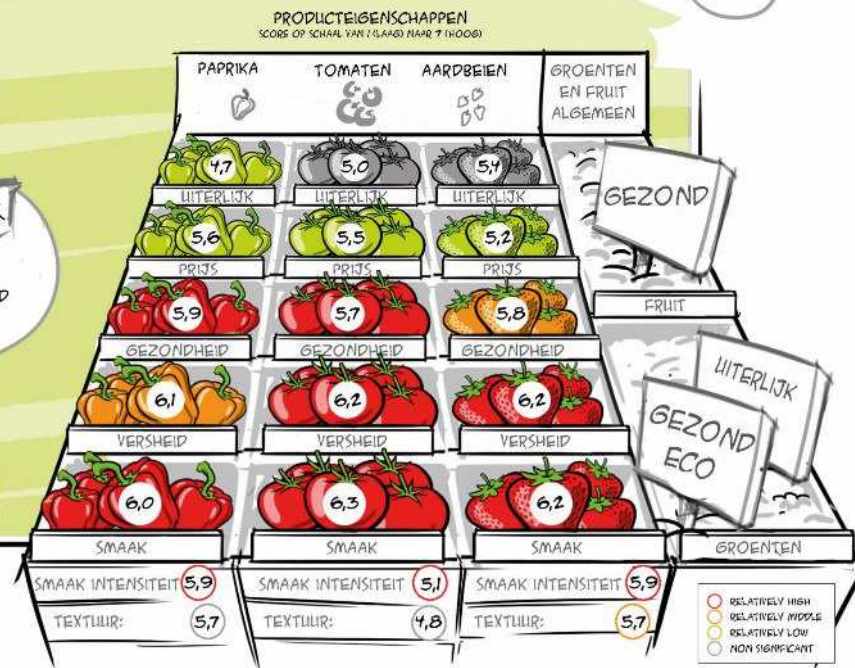 PRODUCTEIGENSCHAPPEN
SCORE OP SCHAAL VAN 1 (LAAG) NAAR 7 (HOOG)
PAPRIKA TOMATEN AARDBEIEN
GROENTEN
EN FRUIT
ALGEMEEN
4,7 5,0 5,4
UITERLIJK UITERLIJK UITERLIJK
5,6 5,5 5,2
PRIJS PRIJS PRIJS
5,9 5,7 5,8
GEZONDHEID GEZONDHEID GEZONDHEID
6,1 6,2 6,2
VERSHEID VERSHEID VERSHEID
6,0 6,3 6,2
SMAAK SMAAK SMAAK
SMAAK INTENSITEIT 5,9 SMAAK INTENSITEIT 5,1 SMAAK INTENSITEIT 5,9
TEXTUUR: 5,7 TEXTUUR: 4,8 TEXTUUR: 5,7
GEZOND
FRUIT
UITERLIJK
GEZOND
ECO
GROENTEN
RELATIVELY HIGH
RELATIVELY MIDDLE
RELATIVELY LOW
NON SIGNIFICANT